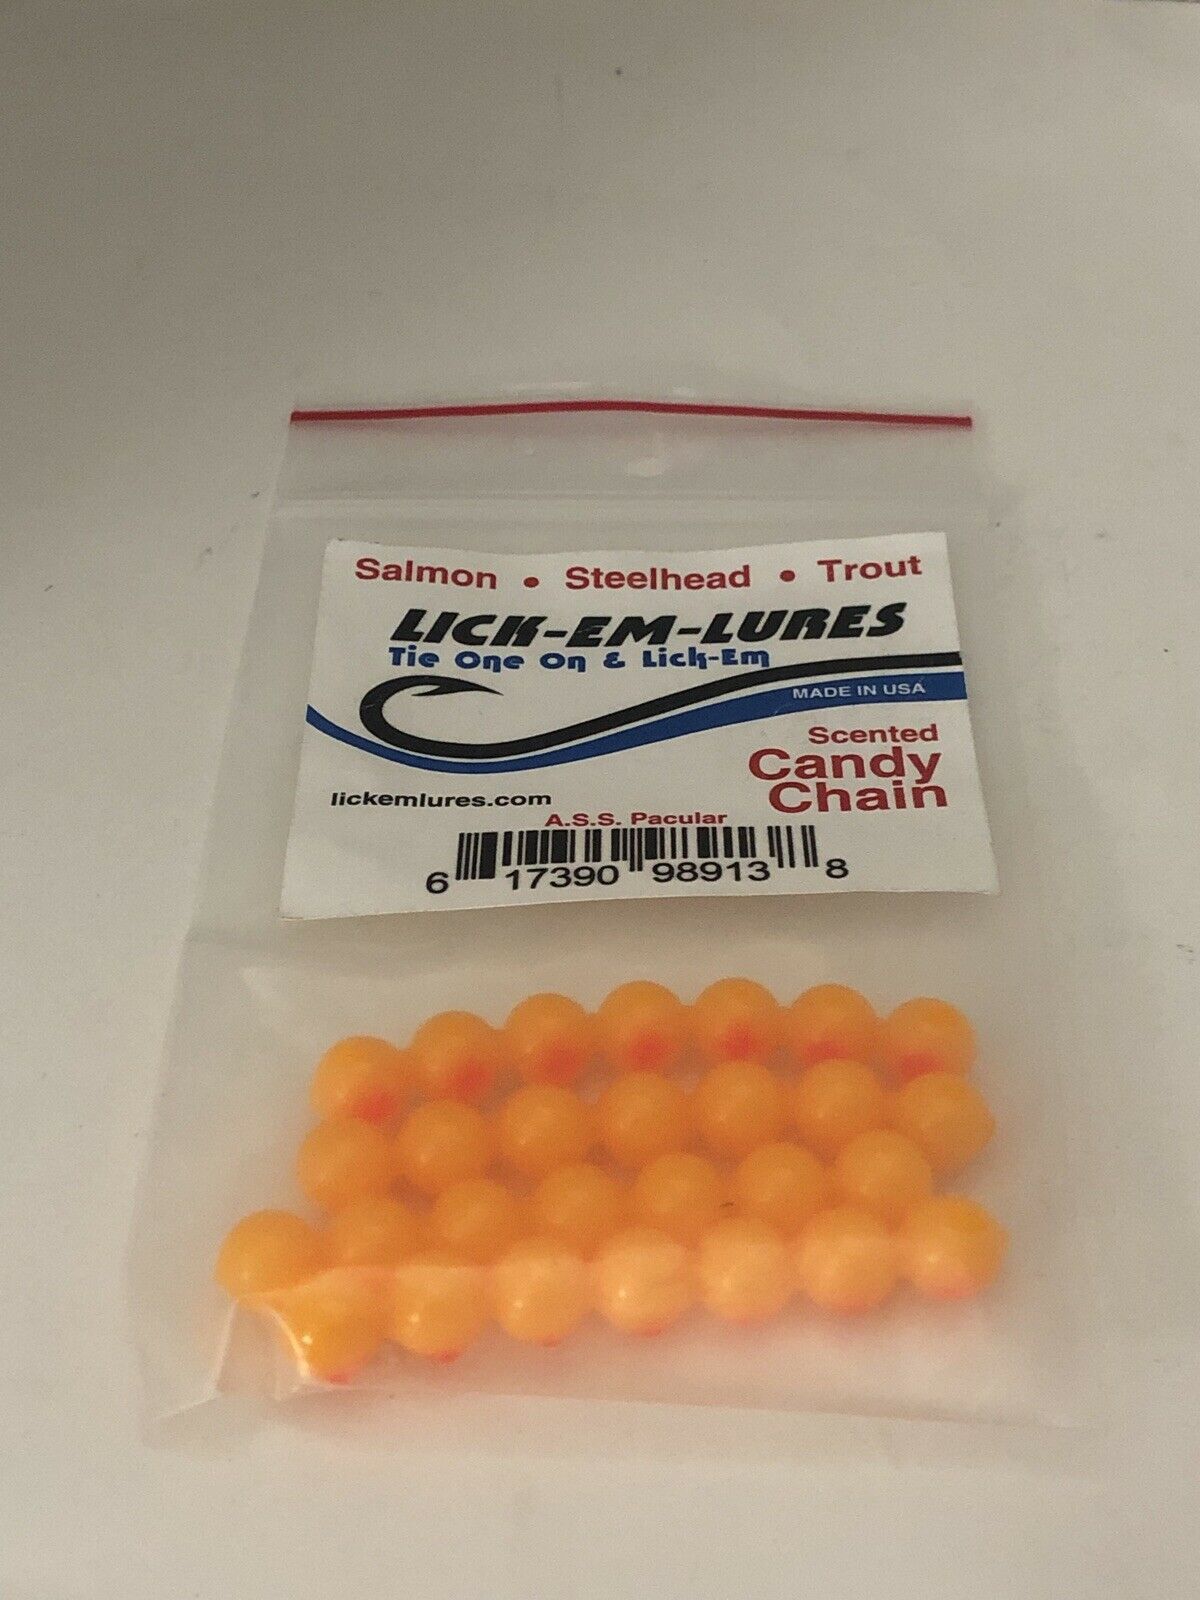 Salmon • Steelhead • Trout
LICK-EM-LURES
Tie One On & Lick-Em
MADE IN USA
Scented
Candy
Chain
lickemlures.com
A.S.S. Pacular
6 17390 98913 8